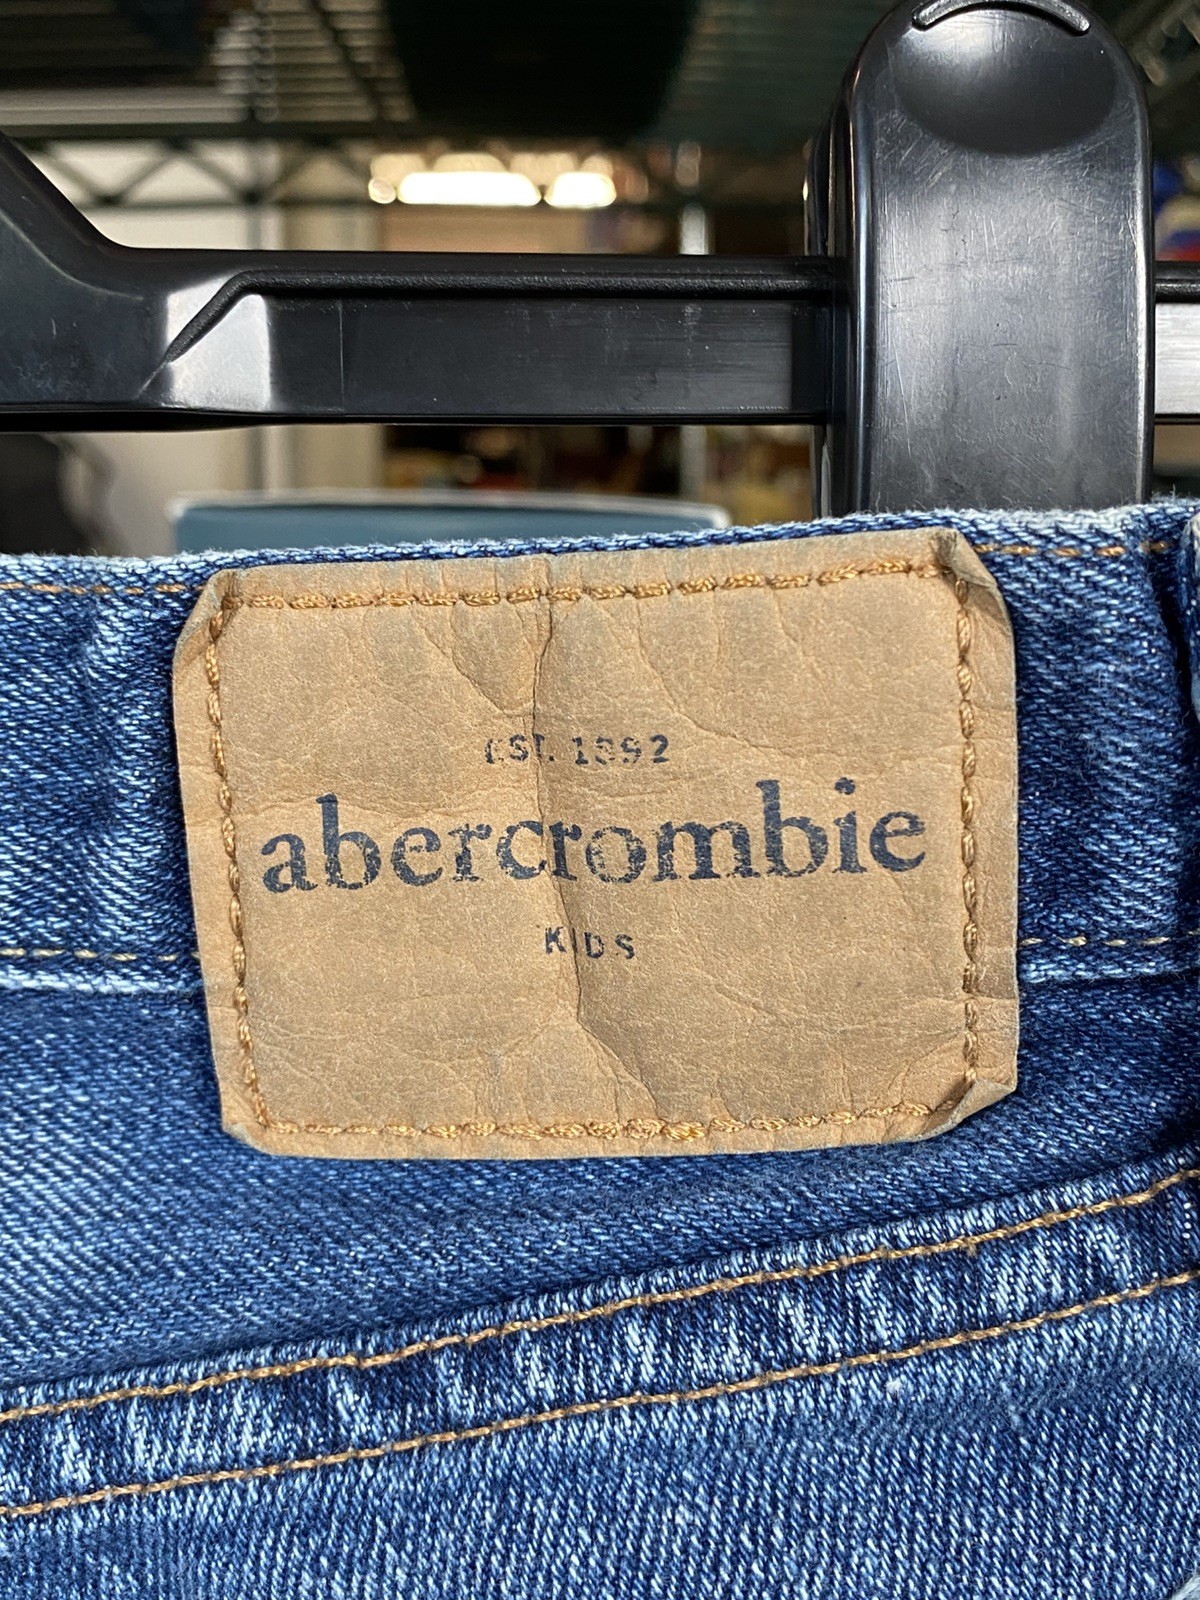 EST. 1892
abercrombie
KIDS